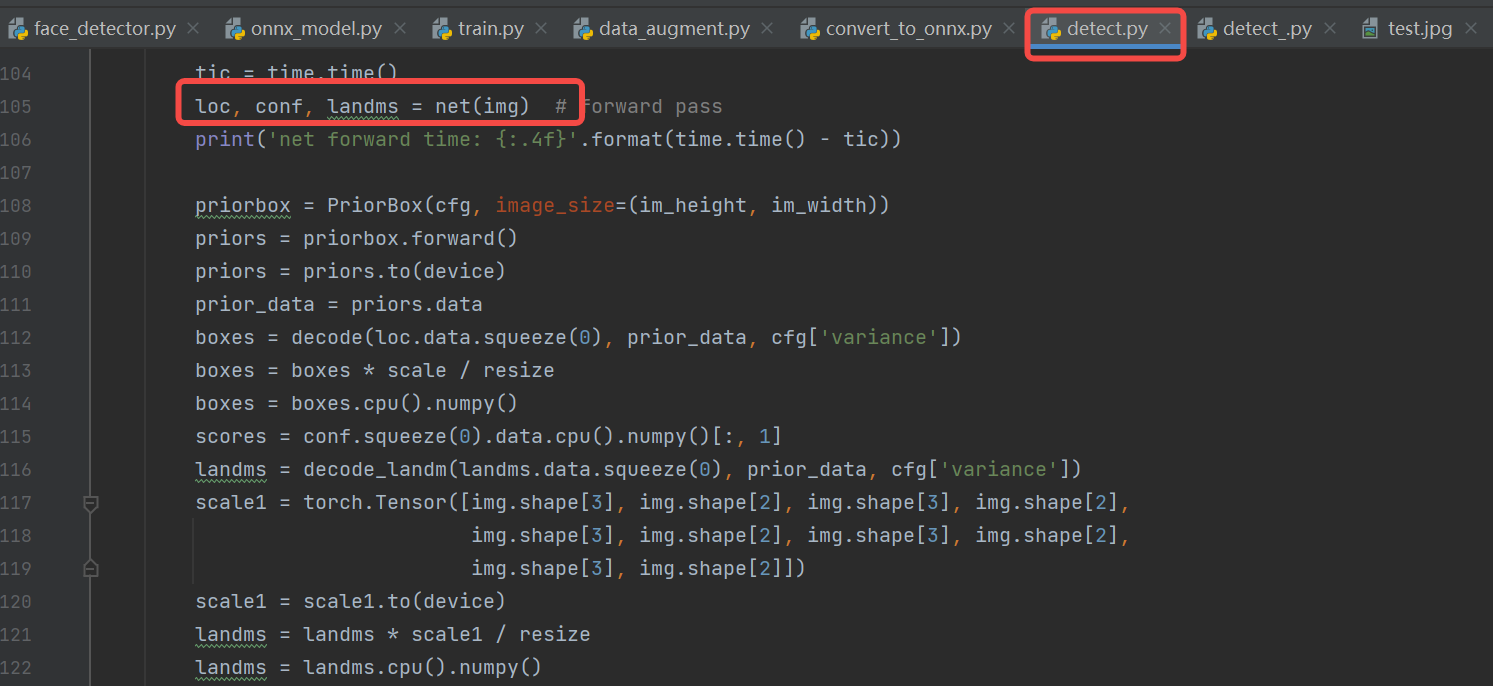 face_detector.py onnx_model.py train.py data_augment.py convert_to_onnx.py detect.py detect_.py test.jpg
104 tic = time.time()
105 loc, conf, landms = net(img)  # forward pass
106 print('net forward time: {:.4f}'.format(time.time() - tic))
107
108 priorbox = PriorBox(cfg, image_size=(im_height, im_width))
109 priors = priorbox.forward()
110 priors = priors.to(device)
111 prior_data = priors.data
112 boxes = decode(loc.data.squeeze(0), prior_data, cfg['variance'])
113 boxes = boxes * scale / resize
114 boxes = boxes.cpu().numpy()
115 scores = conf.squeeze(0).data.cpu().numpy()[:, 1]
116 landms = decode_landm(landms.data.squeeze(0), prior_data, cfg['variance'])
117 scale1 = torch.Tensor([img.shape[3], img.shape[2], img.shape[3], img.shape[2],
118 img.shape[3], img.shape[2], img.shape[3], img.shape[2],
119 img.shape[3], img.shape[2]])
120 scale1 = scale1.to(device)
121 landms = landms * scale1 / resize
122 landms = landms.cpu().numpy()